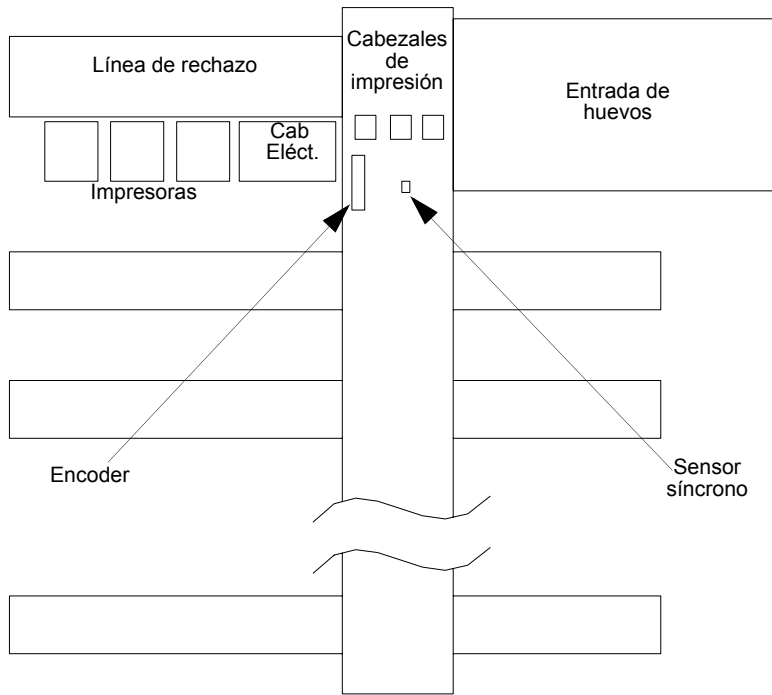 Línea de rechazo
Cabezales
de
impresión
Entrada de
huevos
Cab
Eléct.
Impresoras
Encoder
Sensor
síncrono